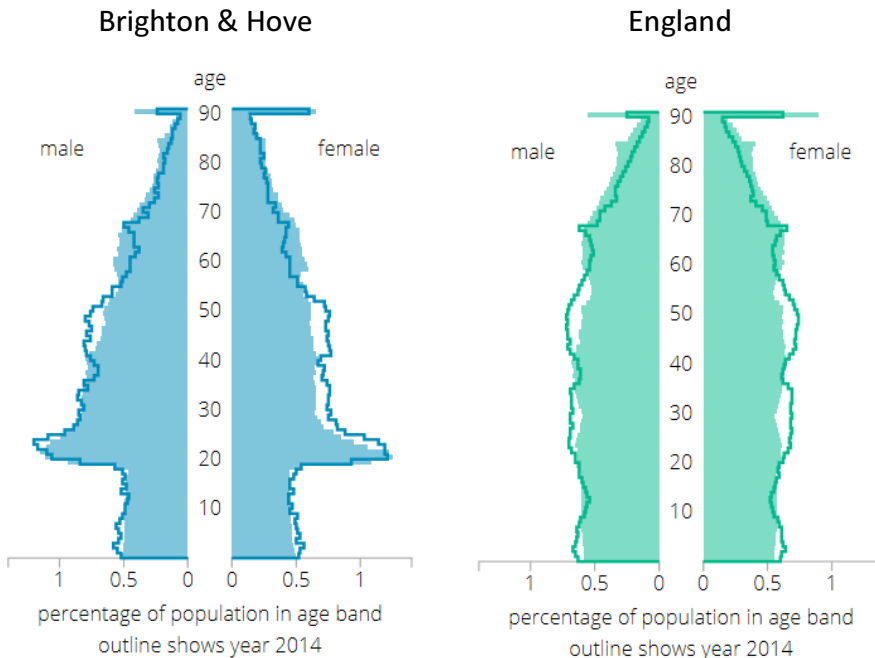 Brighton & Hove
age
male
female
90
80
70
60
50
40
30
20
10
1
0.5
0
0
0.5
1
percentage of population in age band
outline shows year 2014
England
age
male
female
90
80
70
60
50
40
30
20
10
1
0.5
0
0
0.5
1
percentage of population in age band
outline shows year 2014